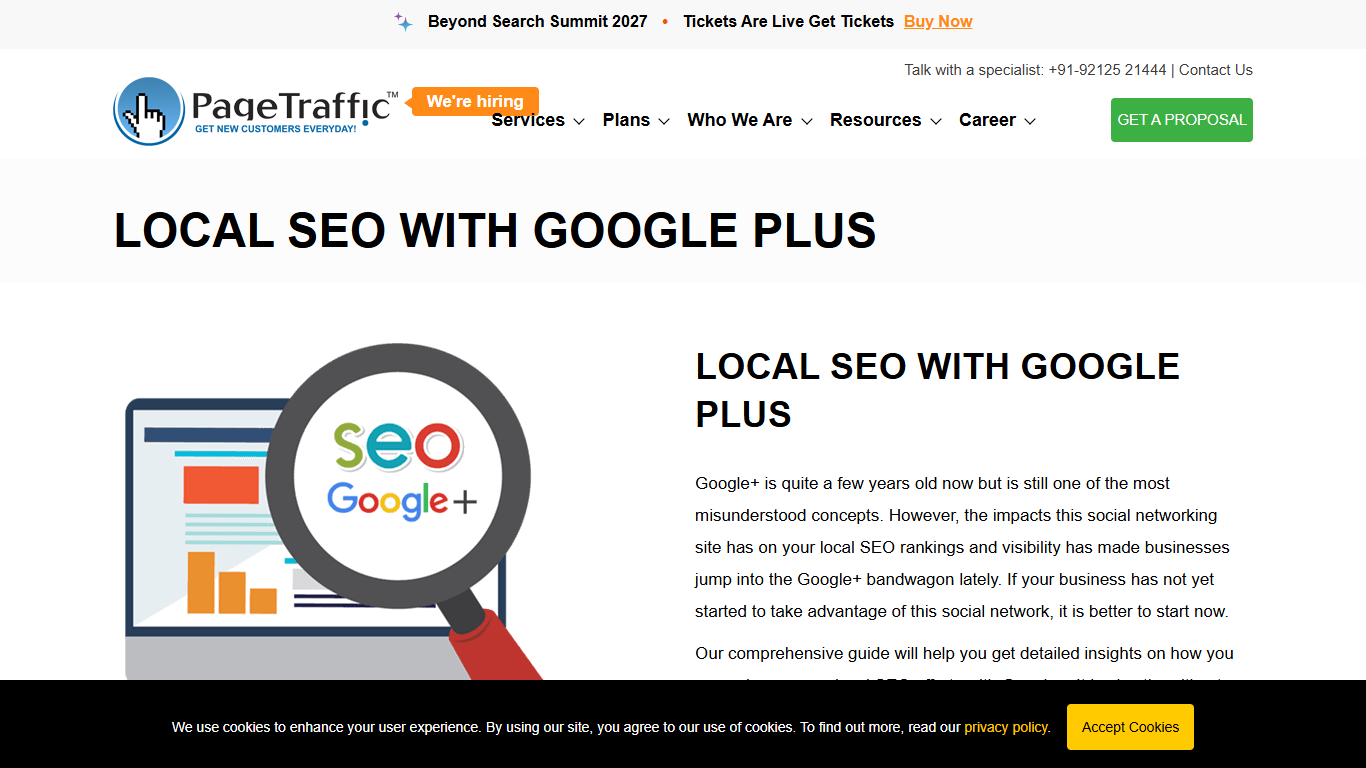 Beyond Search Summit 2027 • Tickets Are Live Get Tickets Buy Now
Talk with a specialist: +91-92125 21444 | Contact Us
PageTraffic™
GET NEW CUSTOMERS EVERYDAY!
We're hiring
Services Plans Who We Are Resources Career
GET A PROPOSAL
LOCAL SEO WITH GOOGLE PLUS
SEO
Google+
LOCAL SEO WITH GOOGLE
PLUS
Google+ is quite a few years old now but is still one of the most
misunderstood concepts. However, the impacts this social networking
site has on your local SEO rankings and visibility has made businesses
jump into the Google+ bandwagon lately. If your business has not yet
started to take advantage of this social network, it is better to start now.
Our comprehensive guide will help you get detailed insights on how you
We use cookies to enhance your user experience. By using our site, you agree to our use of cookies. To find out more, read our privacy policy.
Accept Cookies